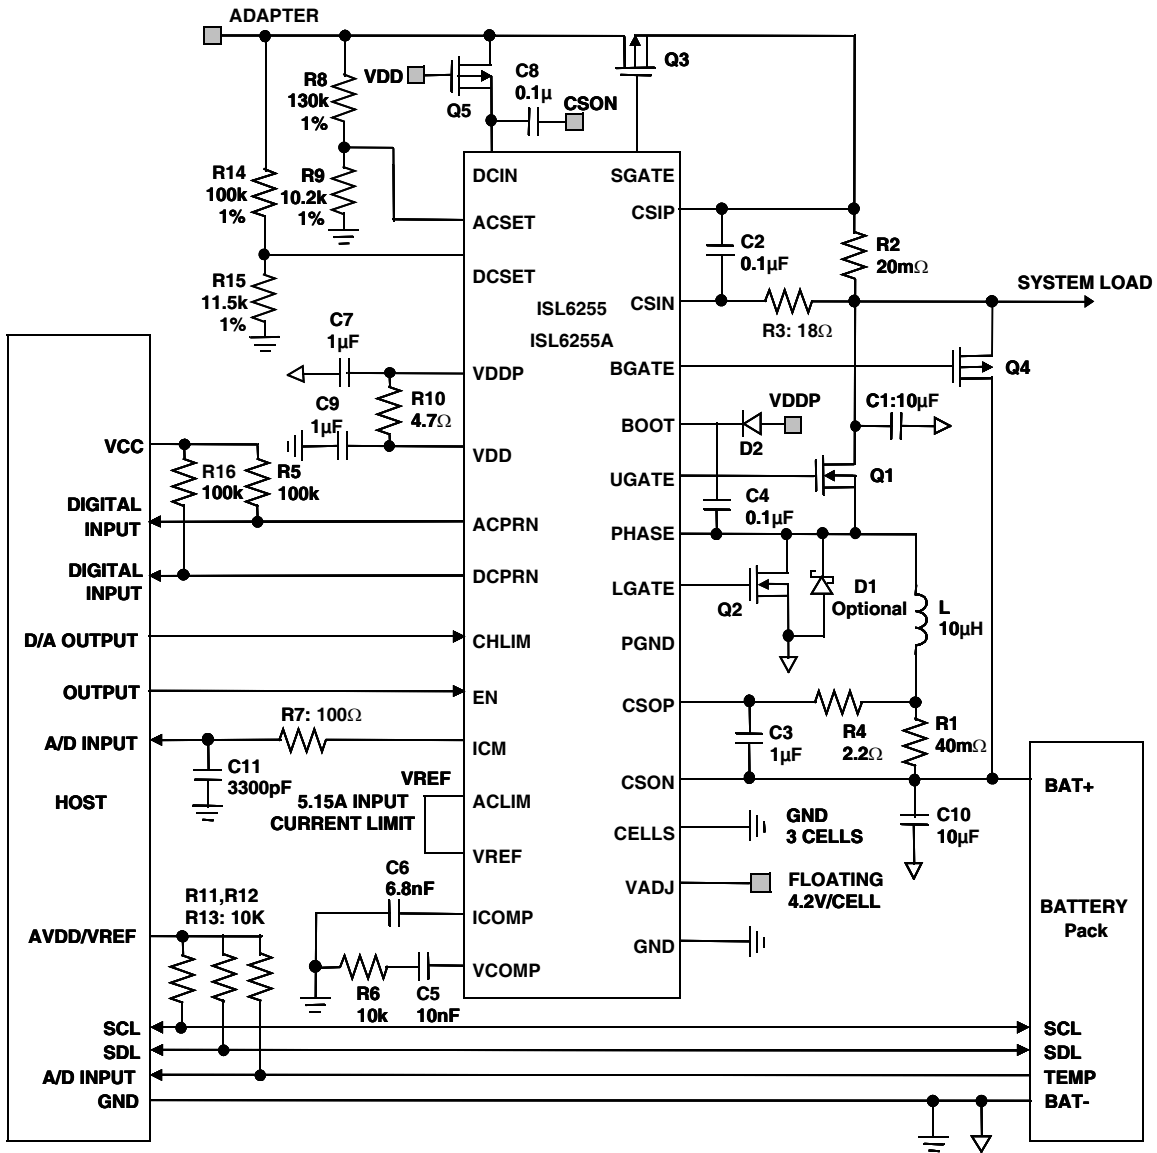 ADAPTER
VDD
Q5
C8
0.1µ
CSON
Q3
R8
130k
1%
R14
100k
1%
R9
10.2k
1%
R15
11.5k
1%
DCIN
ACSET
DCSET
ISL6255
ISL6255A
VDDP
VDD
ACPRN
DCPRN
CHLIM
EN
ICM
ACLIM
VREF
ICOMP
VCOMP
SGATE
CSIP
CSIN
BGATE
BOOT
UGATE
PHASE
LGATE
PGND
CSOP
CSON
CELLS
VADJ
GND
C2
0.1µF
R2
20mΩ
R3: 18Ω
SYSTEM LOAD
Q4
VDDP
D2
C1:10µF
Q1
C4
0.1µF
Q2
D1
Optional
L
10µH
R4
2.2Ω
C3
1µF
R1
40mΩ
C10
10µF
GND
3 CELLS
FLOATING
4.2V/CELL
C7
1µF
R10
4.7Ω
C9
1µF
VCC
R16
100k
R5
100k
DIGITAL
INPUT
DIGITAL
INPUT
D/A OUTPUT
OUTPUT
A/D INPUT
R7: 100Ω
C11
3300pF
HOST
VREF
5.15A INPUT
CURRENT LIMIT
C6
6.8nF
R6
10k
C5
10nF
R11,R12
R13: 10K
AVDD/VREF
SCL
SDL
A/D INPUT
GND
BAT+
BATTERY
Pack
SCL
SDL
TEMP
BAT-